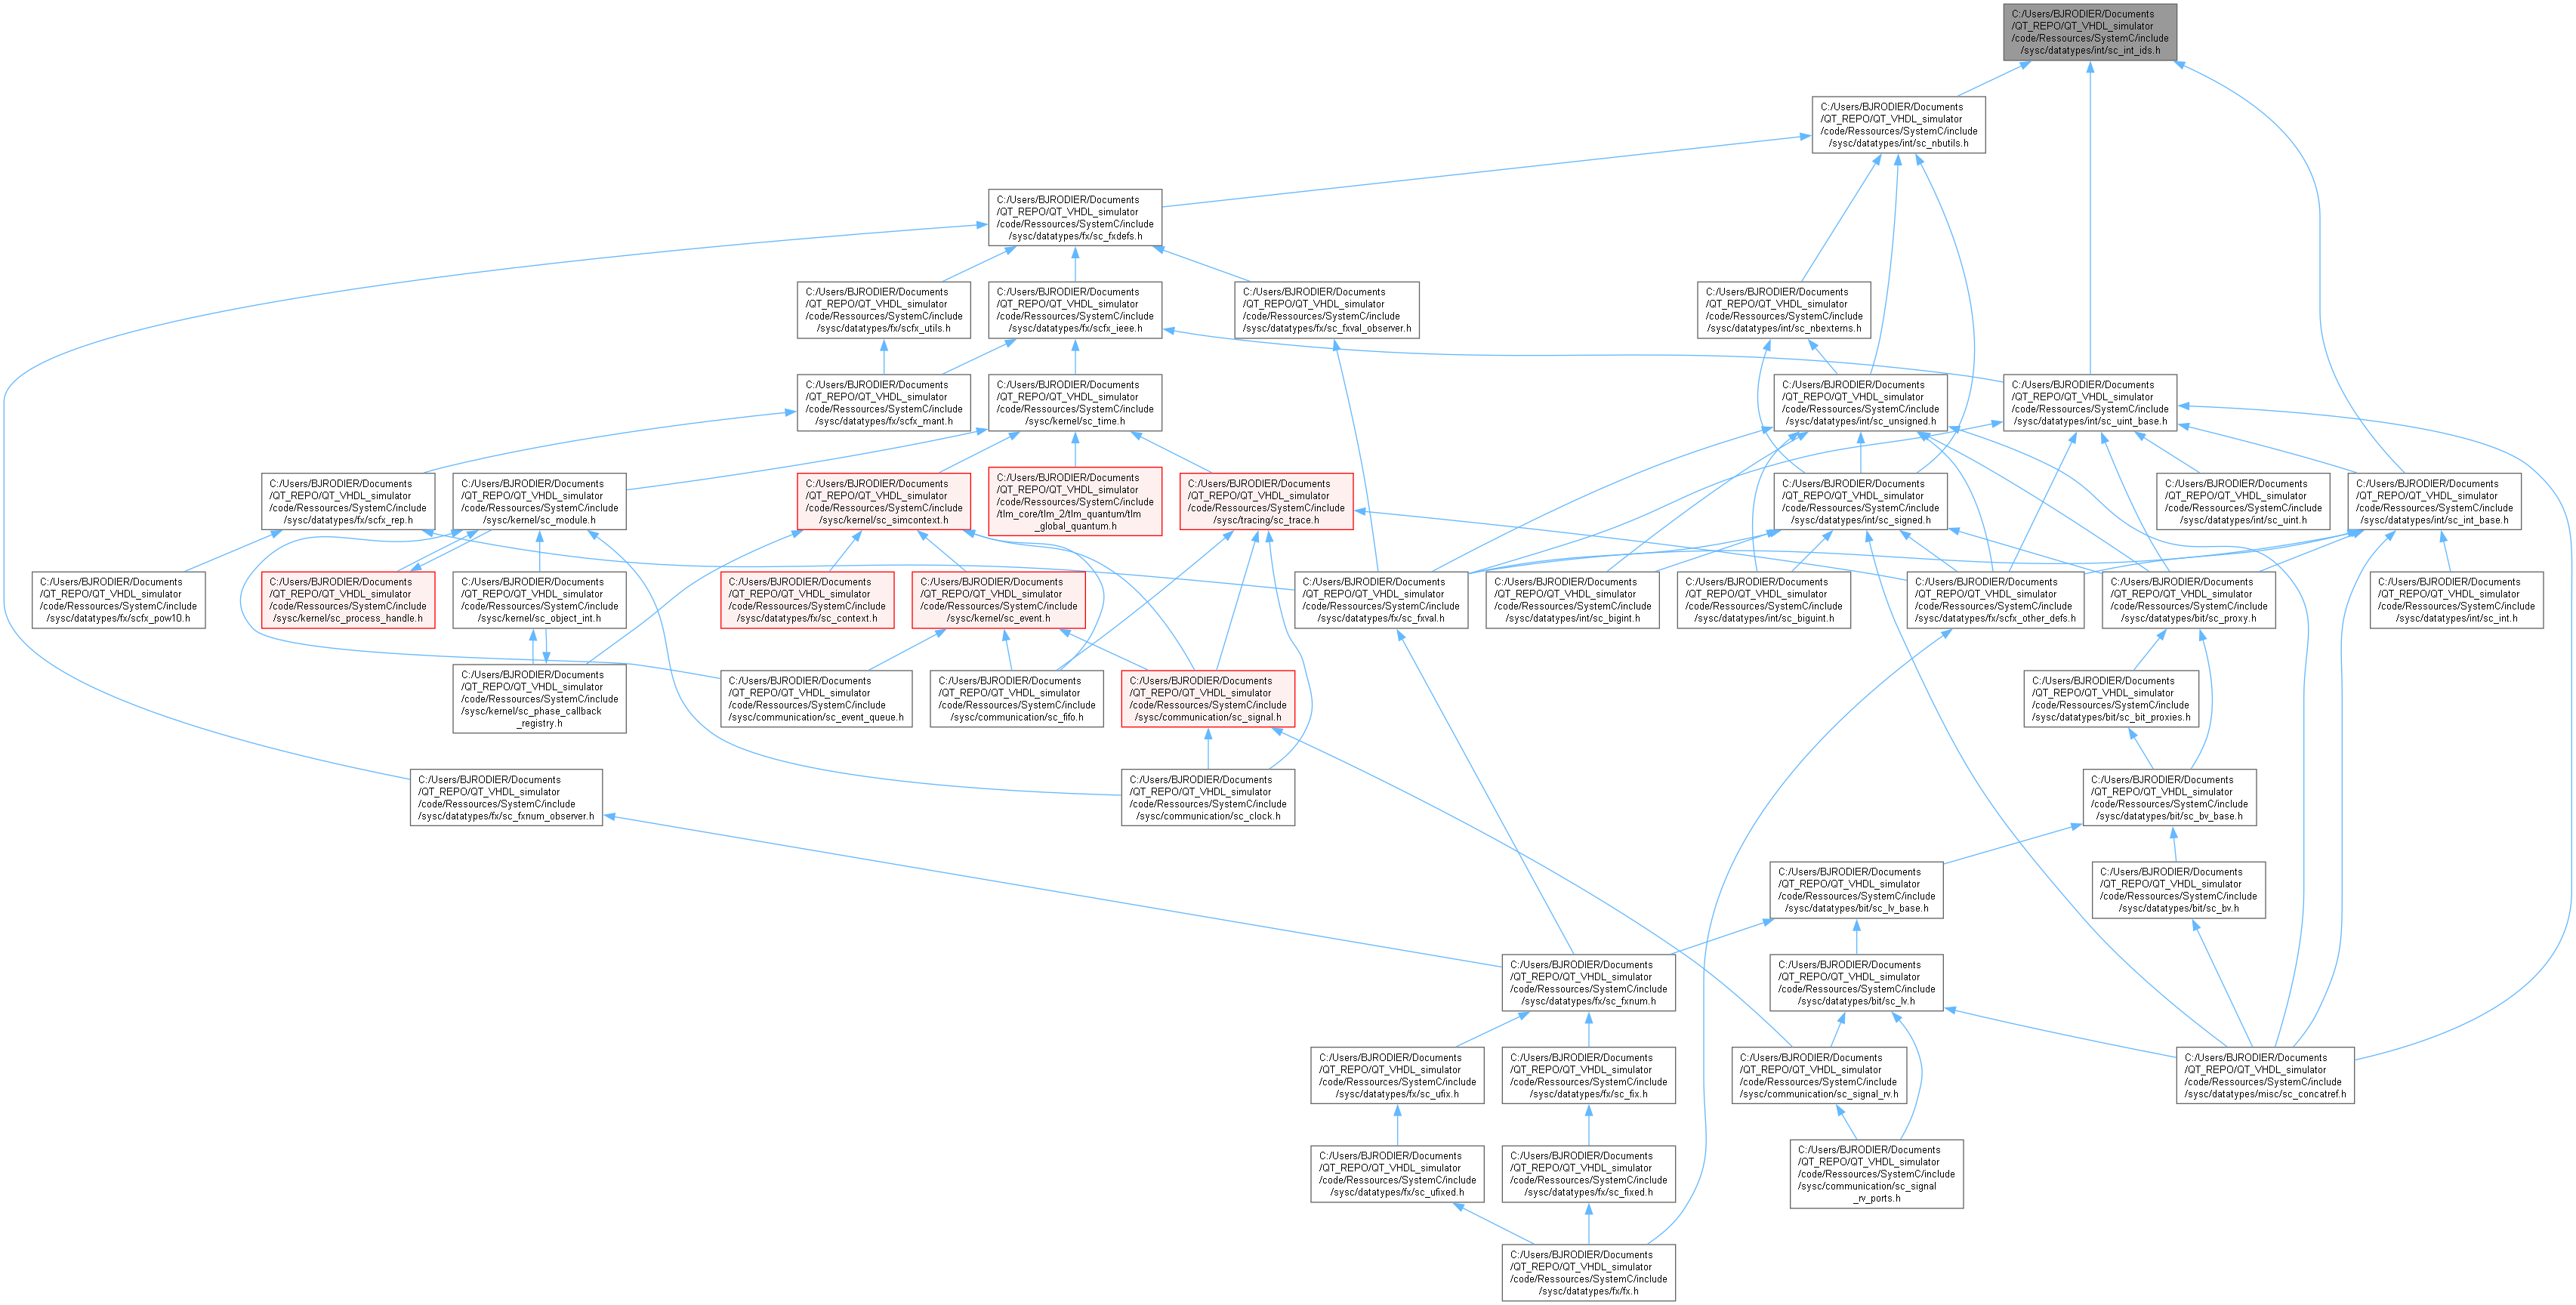 C:/Users/BJRODIER/Documents
/QT_REPO/QT_VHDL_simulator
/code/Ressources/SystemC/include
/sysc/datatypes/int/sc_int_ids.h
C:/Users/BJRODIER/Documents
/QT_REPO/QT_VHDL_simulator
/code/Ressources/SystemC/include
/sysc/datatypes/int/sc_nbutils.h
C:/Users/BJRODIER/Documents
/QT_REPO/QT_VHDL_simulator
/code/Ressources/SystemC/include
/sysc/datatypes/fx/sc_fxdefs.h
C:/Users/BJRODIER/Documents
/QT_REPO/QT_VHDL_simulator
/code/Ressources/SystemC/include
/sysc/datatypes/fx/scfx_utils.h
C:/Users/BJRODIER/Documents
/QT_REPO/QT_VHDL_simulator
/code/Ressources/SystemC/include
/sysc/datatypes/fx/scfx_ieee.h
C:/Users/BJRODIER/Documents
/QT_REPO/QT_VHDL_simulator
/code/Ressources/SystemC/include
/sysc/datatypes/fx/sc_fxval_observer.h
C:/Users/BJRODIER/Documents
/QT_REPO/QT_VHDL_simulator
/code/Ressources/SystemC/include
/sysc/datatypes/int/sc_nbexterns.h
C:/Users/BJRODIER/Documents
/QT_REPO/QT_VHDL_simulator
/code/Ressources/SystemC/include
/sysc/datatypes/fx/scfx_mant.h
C:/Users/BJRODIER/Documents
/QT_REPO/QT_VHDL_simulator
/code/Ressources/SystemC/include
/sysc/kernel/sc_time.h
C:/Users/BJRODIER/Documents
/QT_REPO/QT_VHDL_simulator
/code/Ressources/SystemC/include
/sysc/datatypes/int/sc_unsigned.h
C:/Users/BJRODIER/Documents
/QT_REPO/QT_VHDL_simulator
/code/Ressources/SystemC/include
/sysc/datatypes/int/sc_uint_base.h
C:/Users/BJRODIER/Documents
/QT_REPO/QT_VHDL_simulator
/code/Ressources/SystemC/include
/sysc/datatypes/fx/scfx_rep.h
C:/Users/BJRODIER/Documents
/QT_REPO/QT_VHDL_simulator
/code/Ressources/SystemC/include
/sysc/kernel/sc_module.h
C:/Users/BJRODIER/Documents
/QT_REPO/QT_VHDL_simulator
/code/Ressources/SystemC/include
/sysc/kernel/sc_simcontext.h
C:/Users/BJRODIER/Documents
/QT_REPO/QT_VHDL_simulator
/code/Ressources/SystemC/include
/tlm_core/tlm_2/tlm_quantum/tlm
_global_quantum.h
C:/Users/BJRODIER/Documents
/QT_REPO/QT_VHDL_simulator
/code/Ressources/SystemC/include
/sysc/tracing/sc_trace.h
C:/Users/BJRODIER/Documents
/QT_REPO/QT_VHDL_simulator
/code/Ressources/SystemC/include
/sysc/datatypes/int/sc_signed.h
C:/Users/BJRODIER/Documents
/QT_REPO/QT_VHDL_simulator
/code/Ressources/SystemC/include
/sysc/datatypes/int/sc_uint.h
C:/Users/BJRODIER/Documents
/QT_REPO/QT_VHDL_simulator
/code/Ressources/SystemC/include
/sysc/datatypes/int/sc_int_base.h
C:/Users/BJRODIER/Documents
/QT_REPO/QT_VHDL_simulator
/code/Ressources/SystemC/include
/sysc/datatypes/fx/scfx_pow10.h
C:/Users/BJRODIER/Documents
/QT_REPO/QT_VHDL_simulator
/code/Ressources/SystemC/include
/sysc/kernel/sc_process_handle.h
C:/Users/BJRODIER/Documents
/QT_REPO/QT_VHDL_simulator
/code/Ressources/SystemC/include
/sysc/kernel/sc_object_int.h
C:/Users/BJRODIER/Documents
/QT_REPO/QT_VHDL_simulator
/code/Ressources/SystemC/include
/sysc/datatypes/fx/sc_context.h
C:/Users/BJRODIER/Documents
/QT_REPO/QT_VHDL_simulator
/code/Ressources/SystemC/include
/sysc/kernel/sc_event.h
C:/Users/BJRODIER/Documents
/QT_REPO/QT_VHDL_simulator
/code/Ressources/SystemC/include
/sysc/datatypes/fx/sc_fxval.h
C:/Users/BJRODIER/Documents
/QT_REPO/QT_VHDL_simulator
/code/Ressources/SystemC/include
/sysc/datatypes/int/sc_bigint.h
C:/Users/BJRODIER/Documents
/QT_REPO/QT_VHDL_simulator
/code/Ressources/SystemC/include
/sysc/datatypes/int/sc_biguint.h
C:/Users/BJRODIER/Documents
/QT_REPO/QT_VHDL_simulator
/code/Ressources/SystemC/include
/sysc/datatypes/fx/scfx_other_defs.h
C:/Users/BJRODIER/Documents
/QT_REPO/QT_VHDL_simulator
/code/Ressources/SystemC/include
/sysc/datatypes/bit/sc_proxy.h
C:/Users/BJRODIER/Documents
/QT_REPO/QT_VHDL_simulator
/code/Ressources/SystemC/include
/sysc/datatypes/int/sc_int.h
C:/Users/BJRODIER/Documents
/QT_REPO/QT_VHDL_simulator
/code/Ressources/SystemC/include
/sysc/kernel/sc_phase_callback
_registry.h
C:/Users/BJRODIER/Documents
/QT_REPO/QT_VHDL_simulator
/code/Ressources/SystemC/include
/sysc/communication/sc_event_queue.h
C:/Users/BJRODIER/Documents
/QT_REPO/QT_VHDL_simulator
/code/Ressources/SystemC/include
/sysc/communication/sc_fifo.h
C:/Users/BJRODIER/Documents
/QT_REPO/QT_VHDL_simulator
/code/Ressources/SystemC/include
/sysc/communication/sc_signal.h
C:/Users/BJRODIER/Documents
/QT_REPO/QT_VHDL_simulator
/code/Ressources/SystemC/include
/sysc/datatypes/bit/sc_bit_proxies.h
C:/Users/BJRODIER/Documents
/QT_REPO/QT_VHDL_simulator
/code/Ressources/SystemC/include
/sysc/datatypes/fx/sc_fxnum_observer.h
C:/Users/BJRODIER/Documents
/QT_REPO/QT_VHDL_simulator
/code/Ressources/SystemC/include
/sysc/communication/sc_clock.h
C:/Users/BJRODIER/Documents
/QT_REPO/QT_VHDL_simulator
/code/Ressources/SystemC/include
/sysc/datatypes/bit/sc_bv_base.h
C:/Users/BJRODIER/Documents
/QT_REPO/QT_VHDL_simulator
/code/Ressources/SystemC/include
/sysc/datatypes/bit/sc_lv_base.h
C:/Users/BJRODIER/Documents
/QT_REPO/QT_VHDL_simulator
/code/Ressources/SystemC/include
/sysc/datatypes/bit/sc_bv.h
C:/Users/BJRODIER/Documents
/QT_REPO/QT_VHDL_simulator
/code/Ressources/SystemC/include
/sysc/datatypes/fx/sc_fxnum.h
C:/Users/BJRODIER/Documents
/QT_REPO/QT_VHDL_simulator
/code/Ressources/SystemC/include
/sysc/datatypes/bit/sc_lv.h
C:/Users/BJRODIER/Documents
/QT_REPO/QT_VHDL_simulator
/code/Ressources/SystemC/include
/sysc/datatypes/fx/sc_ufix.h
C:/Users/BJRODIER/Documents
/QT_REPO/QT_VHDL_simulator
/code/Ressources/SystemC/include
/sysc/datatypes/fx/sc_fix.h
C:/Users/BJRODIER/Documents
/QT_REPO/QT_VHDL_simulator
/code/Ressources/SystemC/include
/sysc/communication/sc_signal_rv.h
C:/Users/BJRODIER/Documents
/QT_REPO/QT_VHDL_simulator
/code/Ressources/SystemC/include
/sysc/datatypes/misc/sc_concatref.h
C:/Users/BJRODIER/Documents
/QT_REPO/QT_VHDL_simulator
/code/Ressources/SystemC/include
/sysc/datatypes/fx/sc_ufixed.h
C:/Users/BJRODIER/Documents
/QT_REPO/QT_VHDL_simulator
/code/Ressources/SystemC/include
/sysc/datatypes/fx/sc_fixed.h
C:/Users/BJRODIER/Documents
/QT_REPO/QT_VHDL_simulator
/code/Ressources/SystemC/include
/sysc/communication/sc_signal
_rv_ports.h
C:/Users/BJRODIER/Documents
/QT_REPO/QT_VHDL_simulator
/code/Ressources/SystemC/include
/sysc/datatypes/fx/fx.h